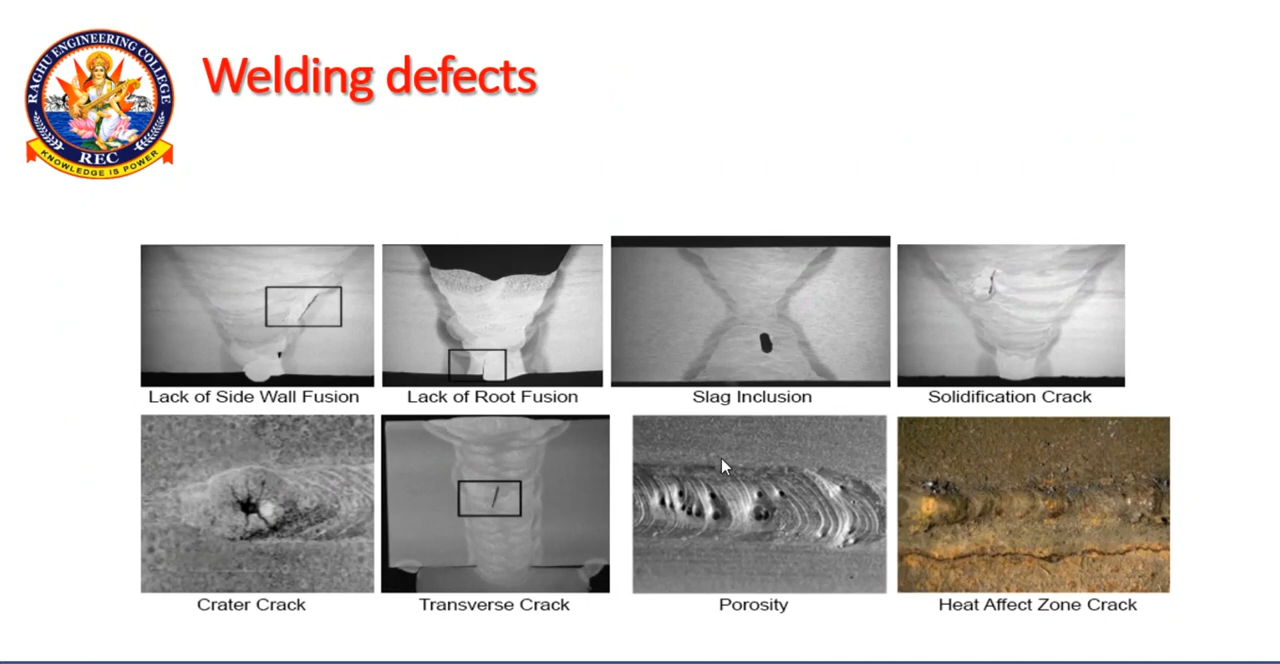 RAGHU ENGINEERING COLLEGE
REC
KNOWLEDGE IS POWER
Welding defects
Lack of Side Wall Fusion
Lack of Root Fusion
Slag Inclusion
Solidification Crack
Crater Crack
Transverse Crack
Porosity
Heat Affect Zone Crack